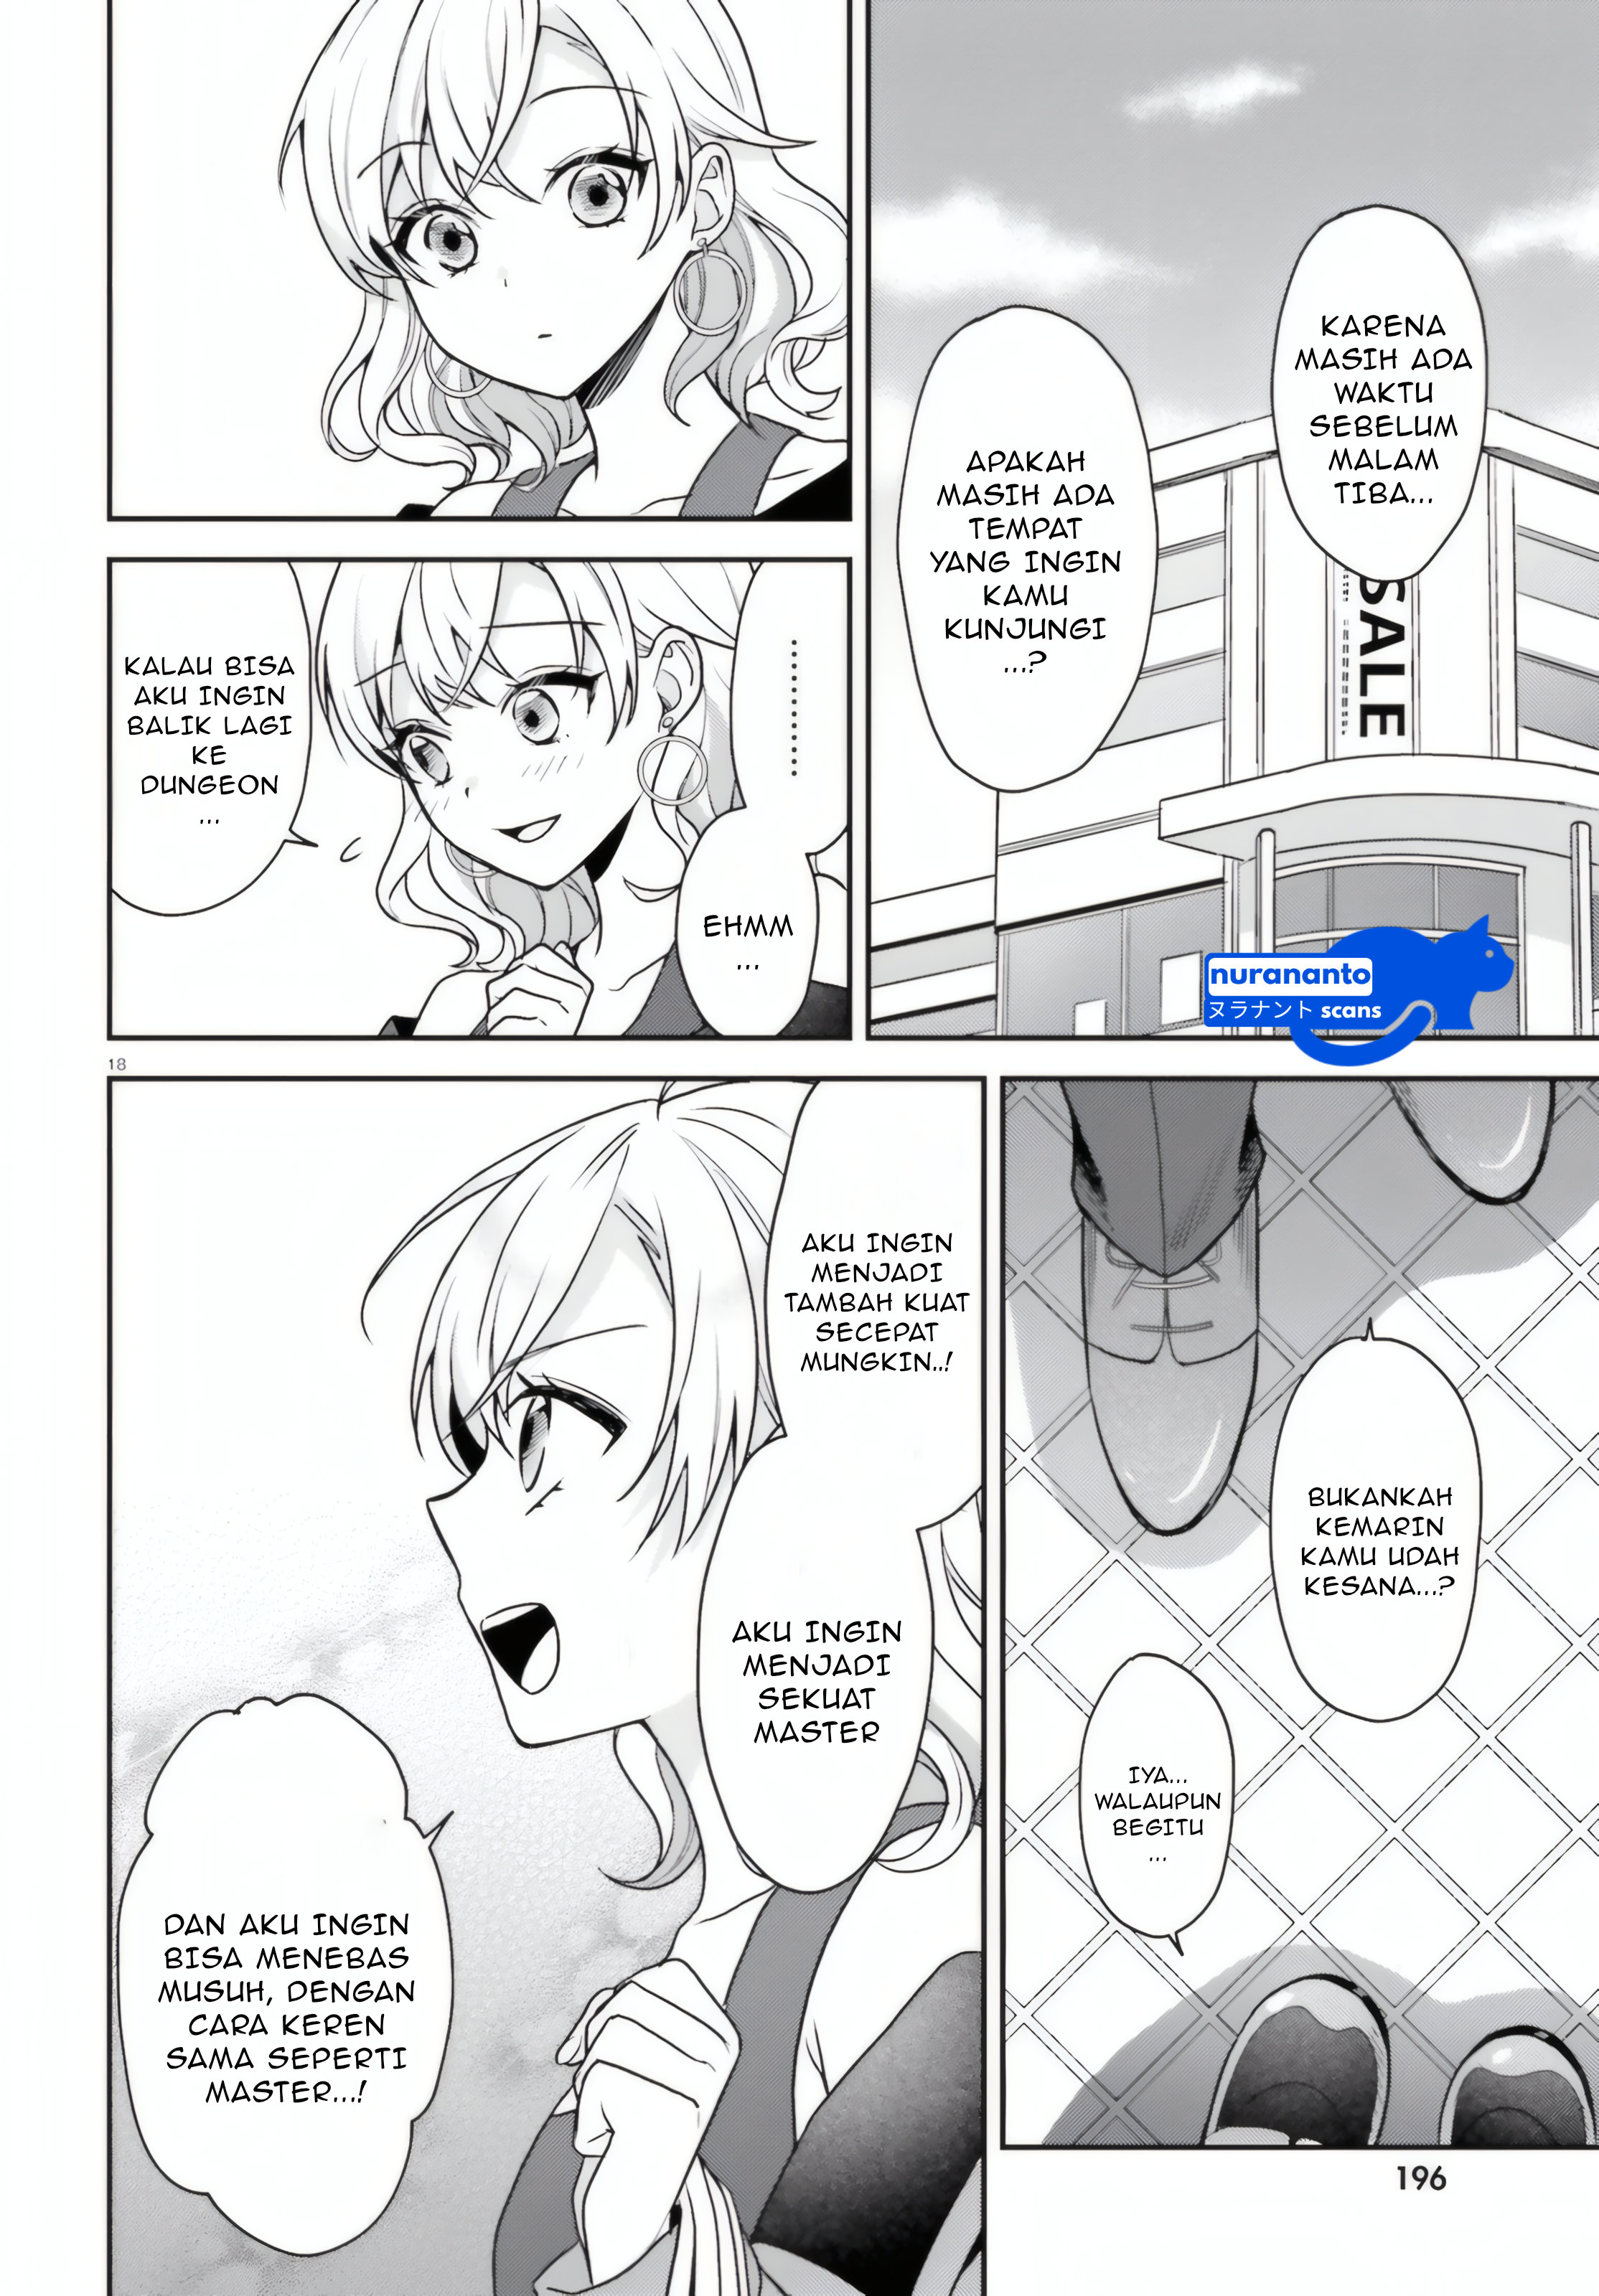 KARENA
MASIH ADA
WAKTU
SEBELUM
MALAM
TIBA...
APAKAH
MASIH ADA
TEMPAT
YANG INGIN
KAMU
KUNJUNGI
...?
SALE
nurananto
ヌラナント scans
..........
EHMM
...
KALAU BISA
AKU INGIN
BALIK LAGI
KE
DUNGEON
...
18
BUKANKAH
KEMARIN
KAMU UDAH
KESANA...?
IYA...
WALAUPUN
BEGITU
...
AKU INGIN
MENJADI
TAMBAH KUAT
SECEPAT
MUNGKIN..!
AKU INGIN
MENJADI
SEKUAT
MASTER
DAN AKU INGIN
BISA MENEBAS
MUSUH, DENGAN
CARA KEREN
SAMA SEPERTI
MASTER...!
196